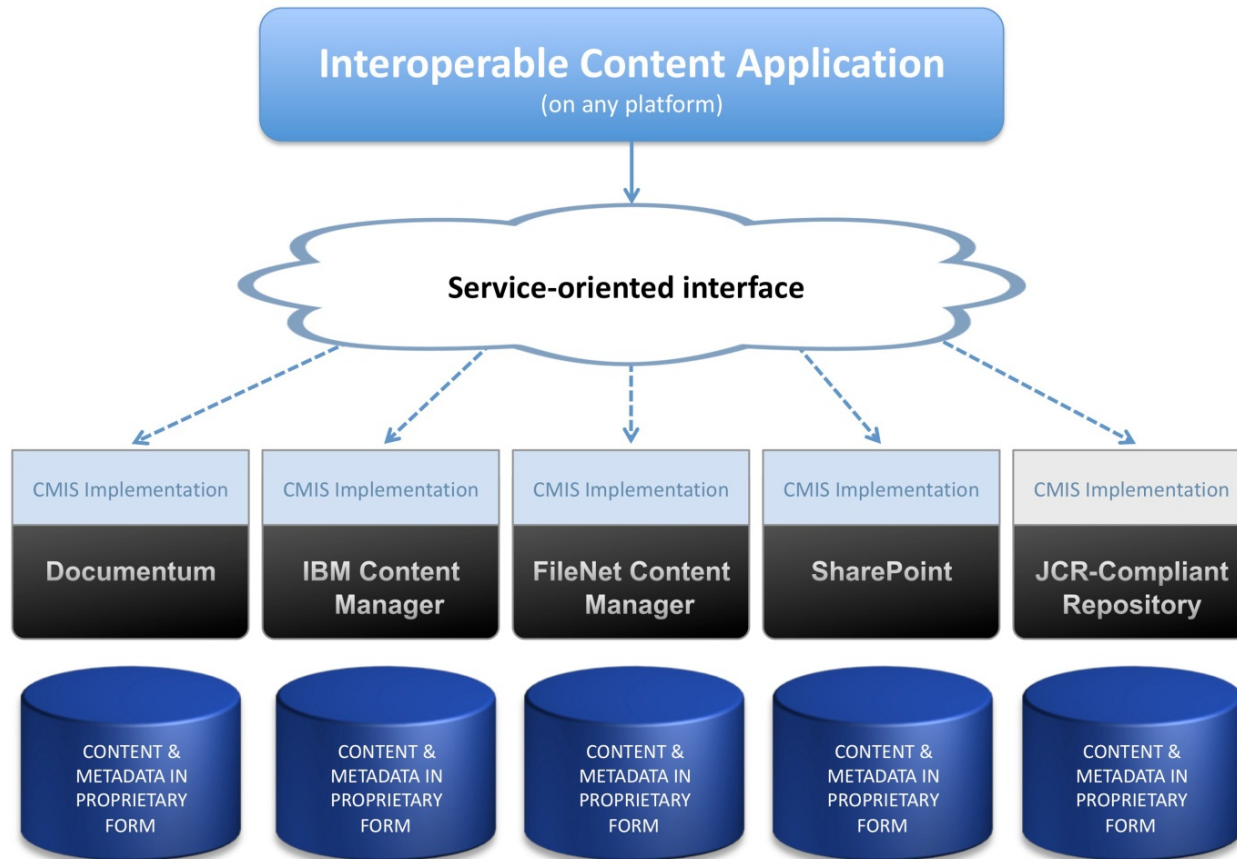 Interoperable Content Application
(on any platform)
Service-oriented interface
CMIS Implementation
CMIS Implementation
CMIS Implementation
CMIS Implementation
CMIS Implementation
Documentum
IBM Content
Manager
FileNet Content
Manager
SharePoint
JCR-Compliant
Repository
CONTENT &
METADATA IN
PROPRIETARY
FORM
CONTENT &
METADATA IN
PROPRIETARY
FORM
CONTENT &
METADATA IN
PROPRIETARY
FORM
CONTENT &
METADATA IN
PROPRIETARY
FORM
CONTENT &
METADATA IN
PROPRIETARY
FORM